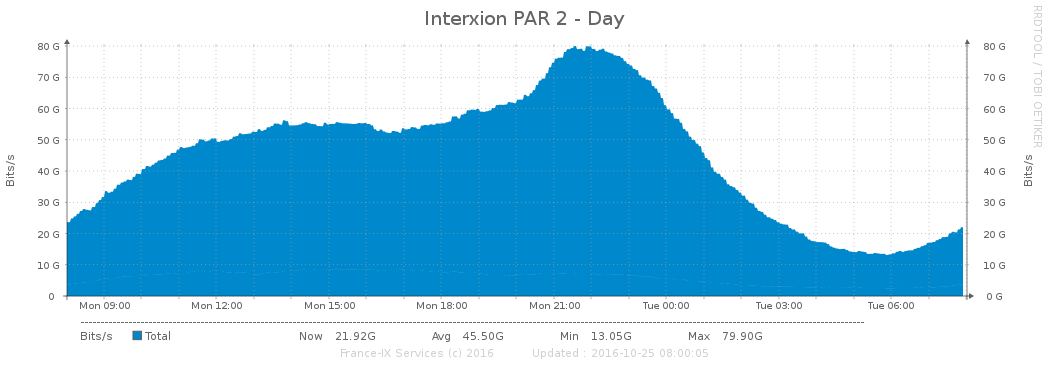 Interxion PAR 2 - Day
RRDTOOL / TOBI OETIKER
Bits/s
Bits/s
80 G 80 G
70 G 70 G
60 G 60 G
50 G 50 G
40 G 40 G
30 G 30 G
20 G 20 G
10 G 10 G
0 0 G
Mon 09:00 Mon 12:00 Mon 15:00 Mon 18:00 Mon 21:00 Tue 00:00 Tue 03:00 Tue 06:00
Bits/s Total Now 21.92G Avg 45.50G Min 13.05G Max 79.90G
France-IX Services (c) 2016 Updated : 2016-10-25 08:00:05